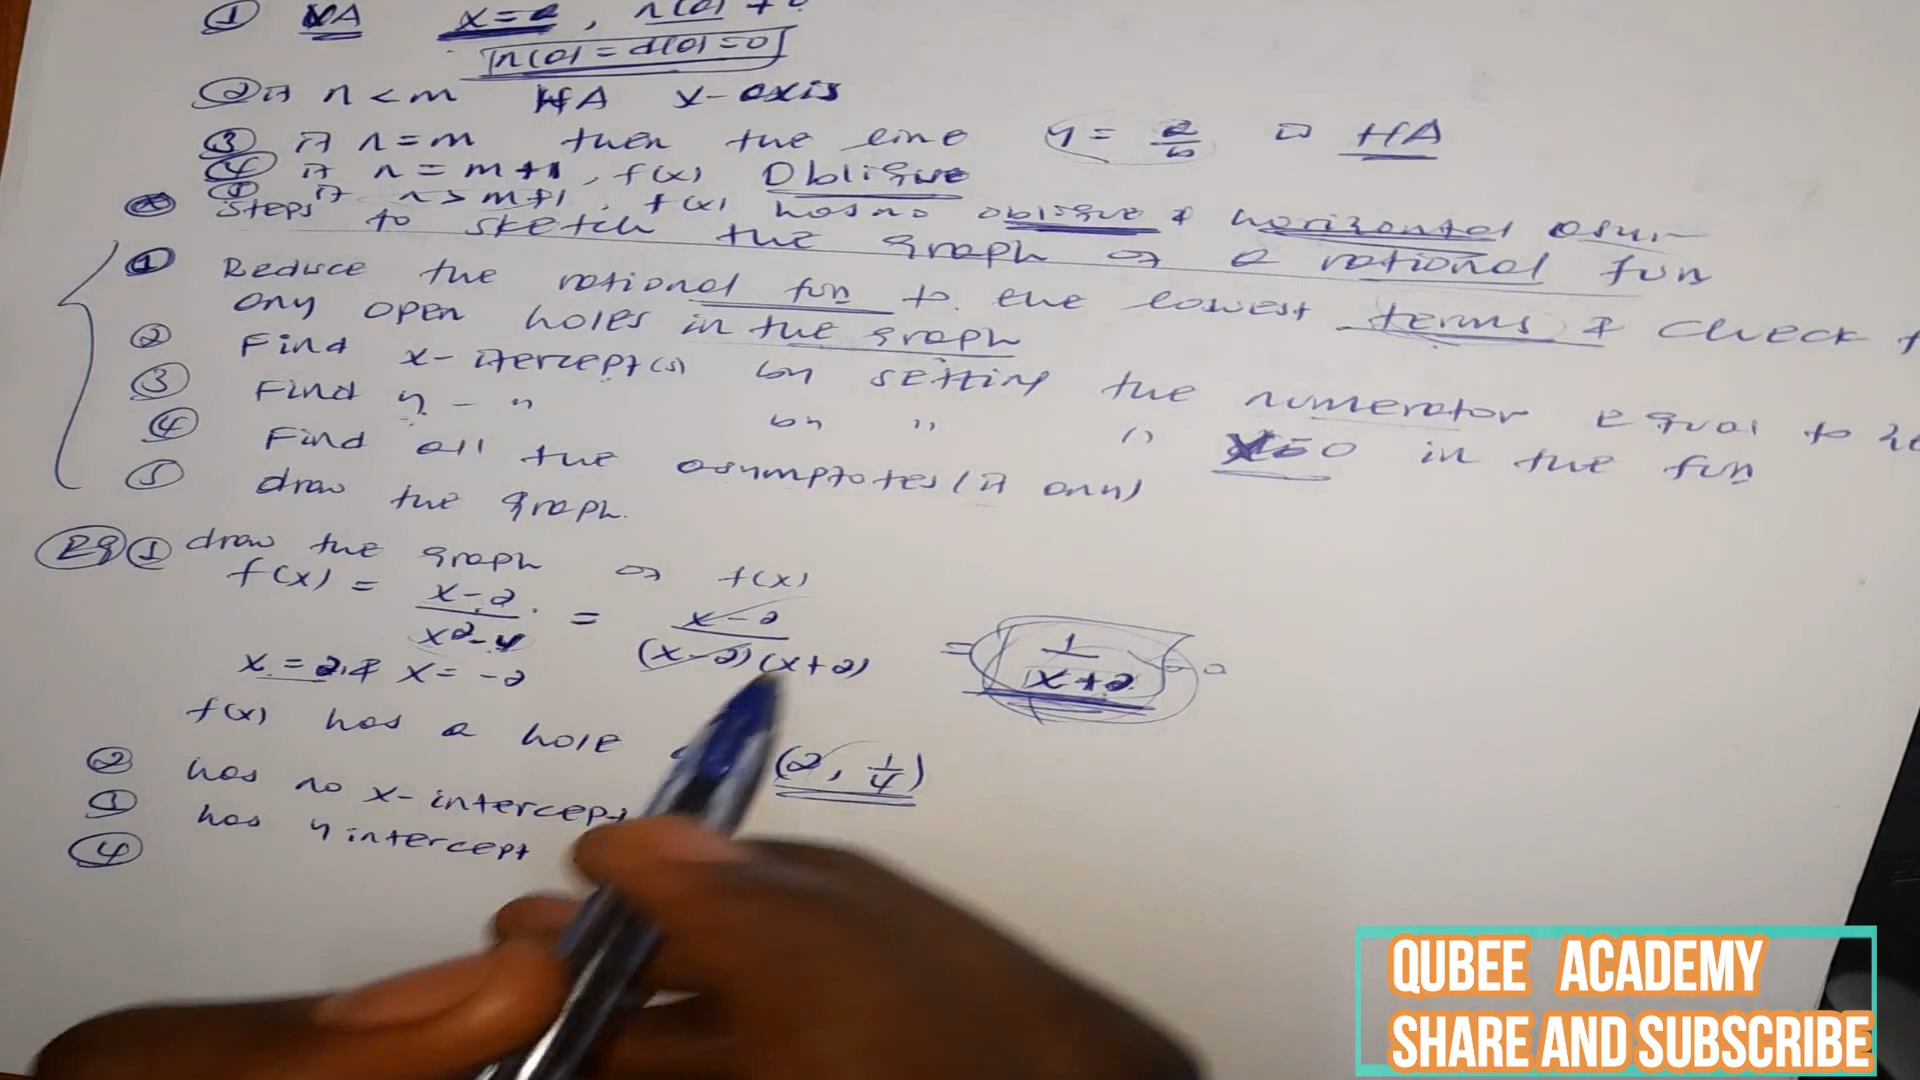 ① VA x=a, n(a)≠0
n(a) = d(a) = 0
② if n<m HA x-axis
③ if n=m then the line y = a/b is HA
④ if n = m+1, f(x) Oblique
⑤ if n>m+1, f(x) has no oblique & horizontal asym
Steps to sketch the graph of a rational fun
① Reduce the rational fun to the lowest terms & check
any open holes in the graph
② Find x-itercept(s) by setting the numerator equal to
③ Find y - " by " " x=0 in the fun
④ Find all the asymptotes (if any)
⑤ draw the graph.
Eg ① draw the graph of f(x)
f(x) = x-2/x²-4 = x-2/(x-2)(x+2) = 1/x+2 = 0
x = 2 & x = -2
f(x) has a hole (2, 1/4)
② has no x-intercept
③ has y intercept
④
QUBEE ACADEMY
SHARE AND SUBSCRIBE